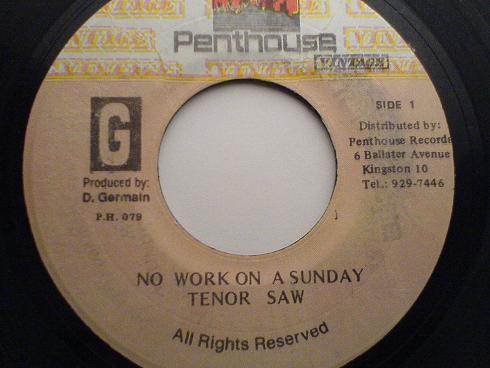 VINTAGE
Penthouse
VINTAGE
SIDE 1
G
Distributed by:
Penthouse Records
6 Ballater Avenue
Kingston 10
Tel.: 929-7446
Produced by:
D. Germain
P.H. 079
NO WORK ON A SUNDAY
TENOR SAW
All Rights Reserved